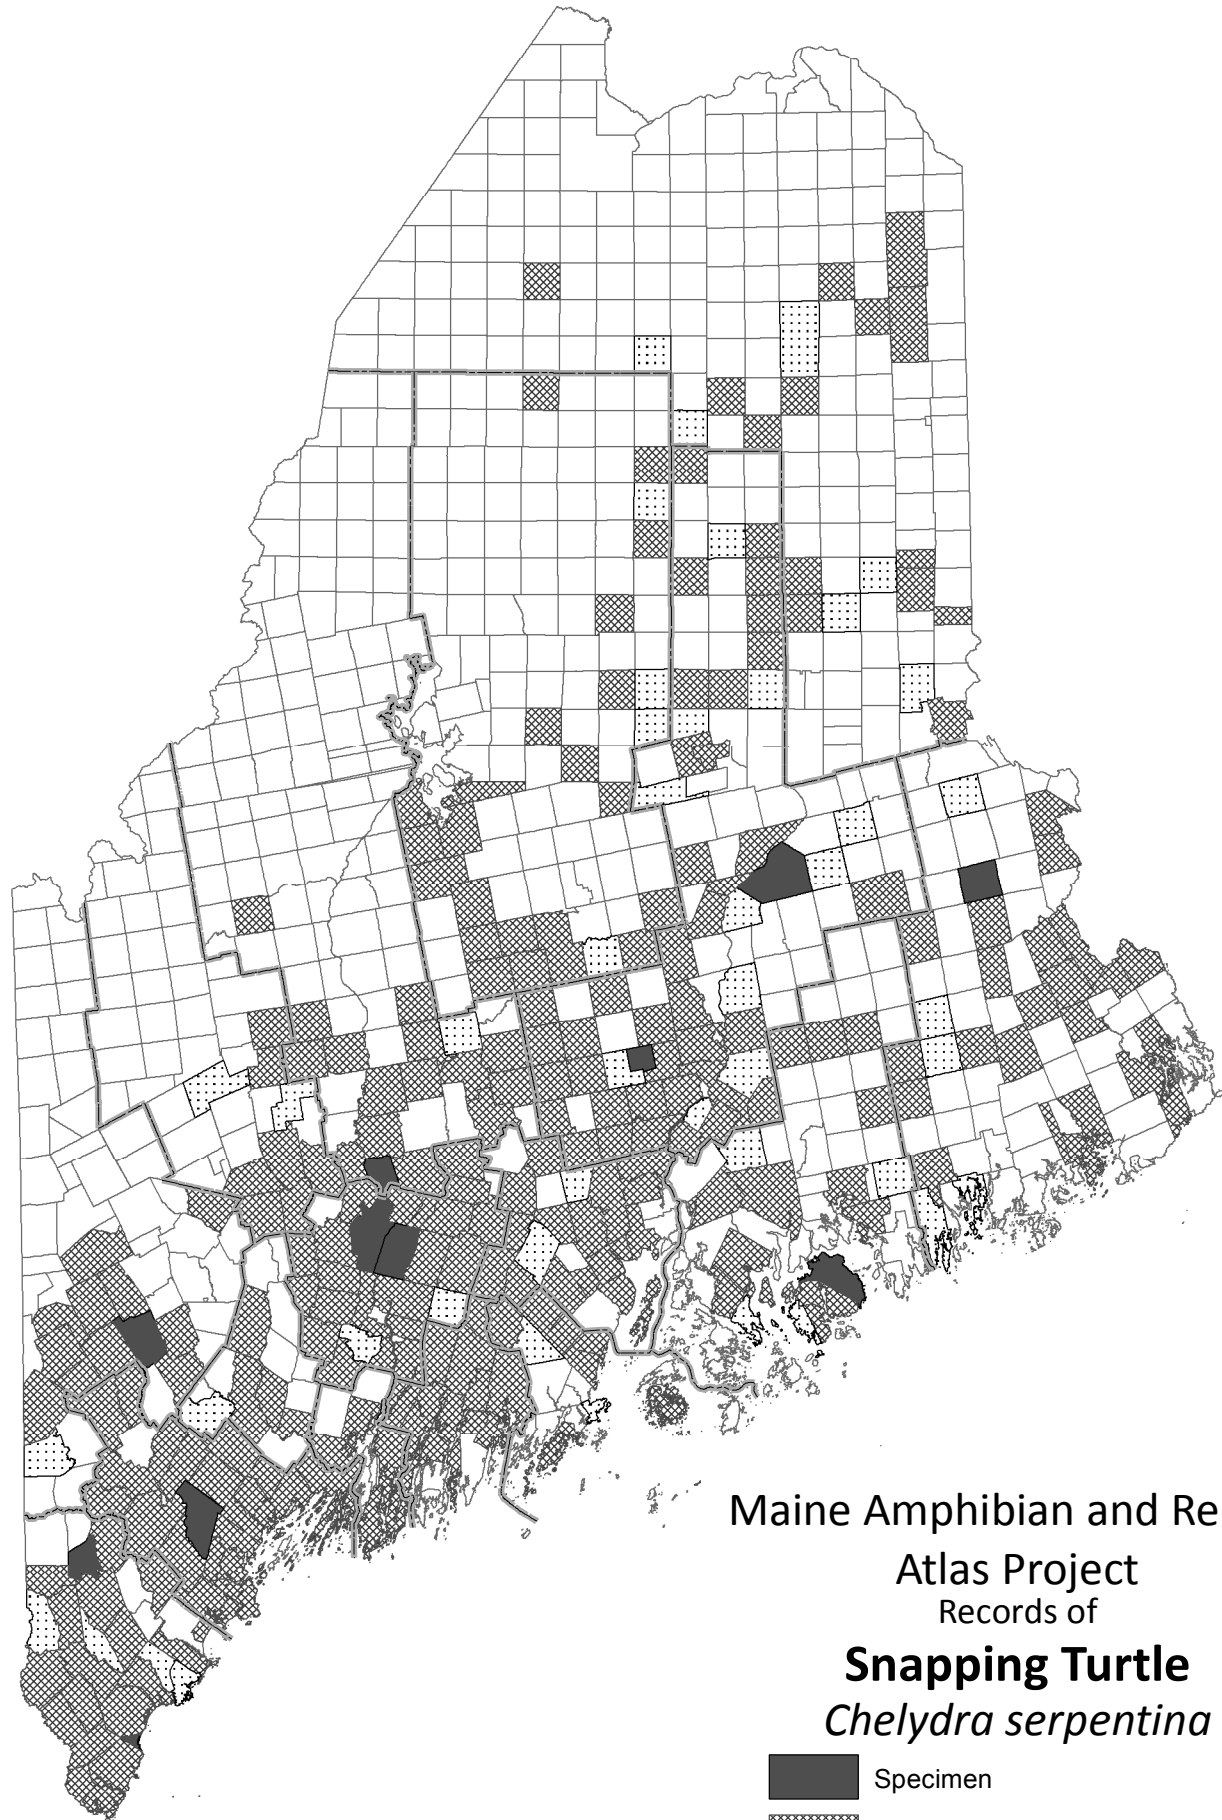 Maine Amphibian and Re
Atlas Project
Records of
Snapping Turtle
Chelydra serpentina
Specimen